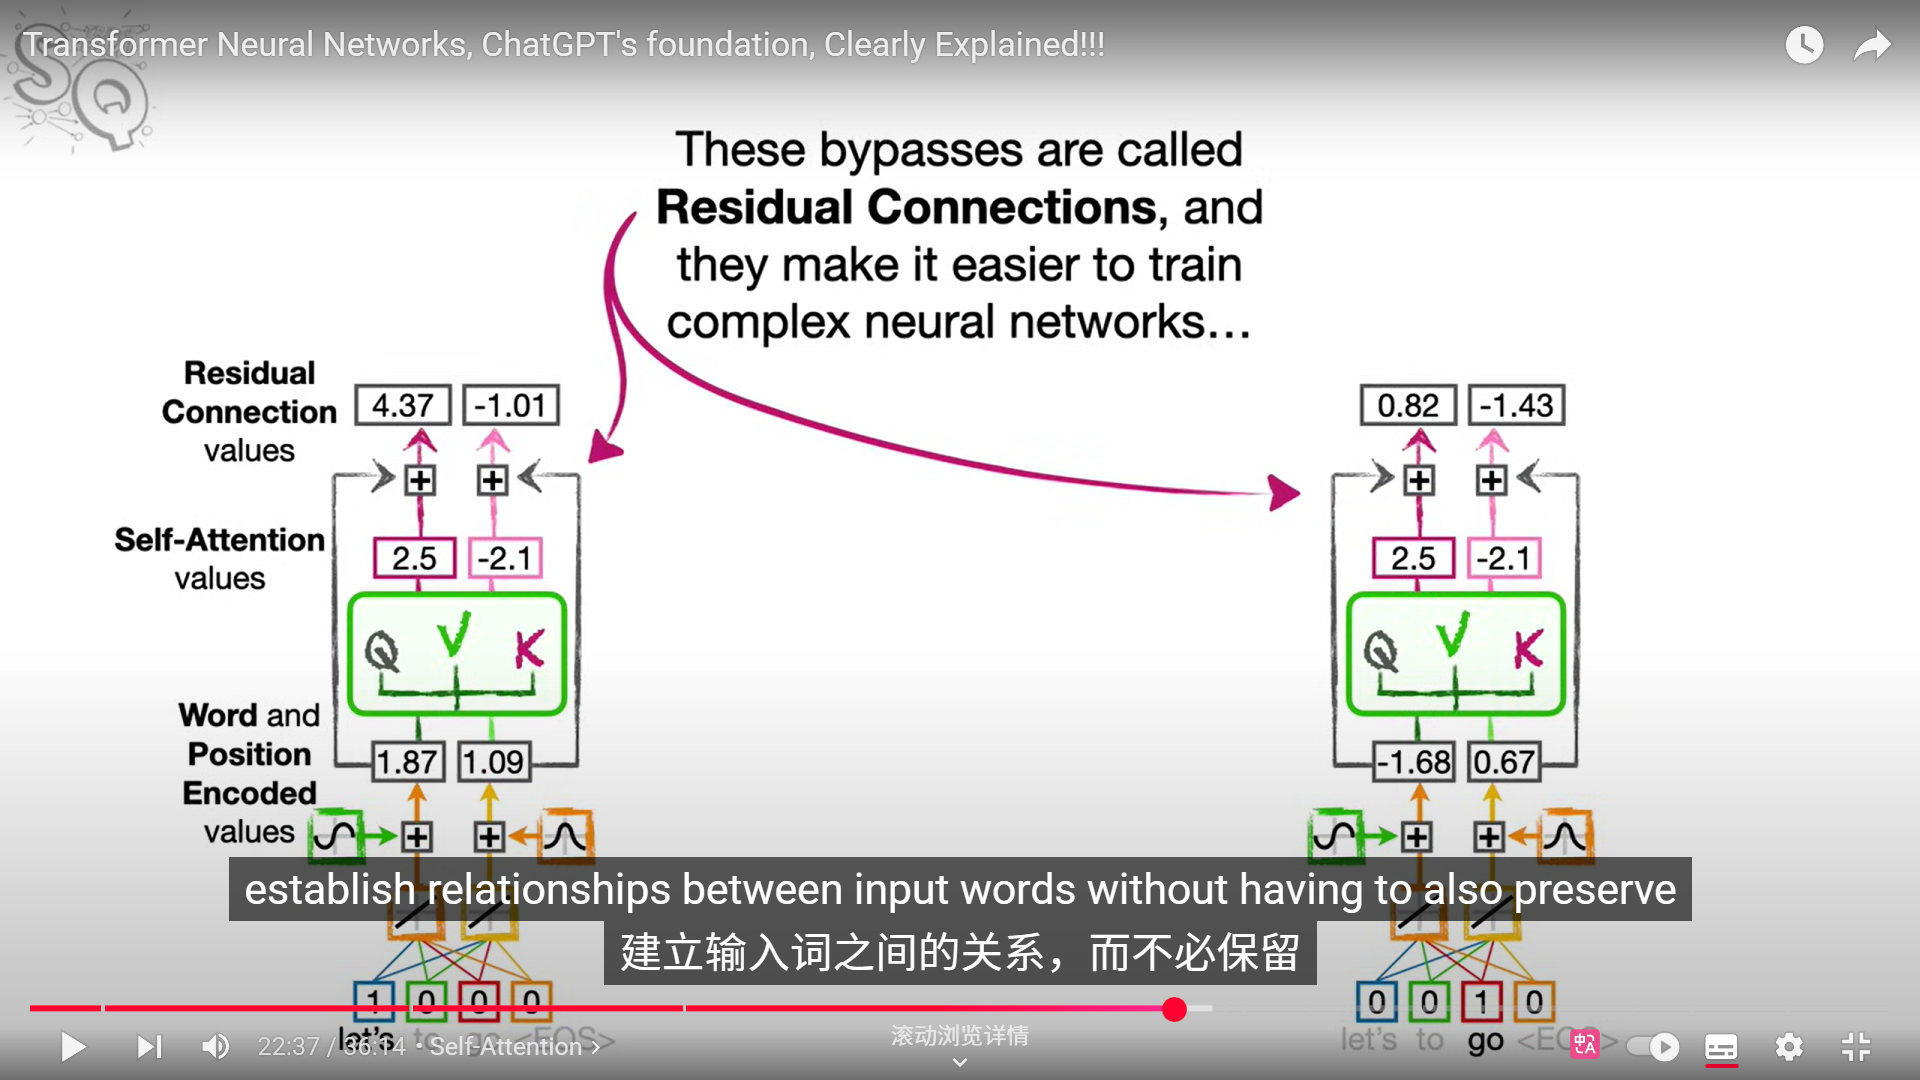 Transformer Neural Networks, ChatGPT's foundation, Clearly Explained!!!
SQ
These bypasses are called
Residual Connections, and
they make it easier to train
complex neural networks…
Residual
Connection
values
4.37 -1.01
0.82 -1.43
+ +
+ +
Self-Attention
values
2.5 -2.1
2.5 -2.1
Q V K
Q V K
Word and
Position
Encoded
values
1.87 1.09
-1.68 0.67
+ +
+ +
establish relationships between input words without having to also preserve
建立输入词之间的关系，而不必保留
1 0 0 0
0 0 1 0
let's to go <EOS>
let's to go <EOS>
22:37 / 36:14 • Self-Attention >
滚动浏览详情